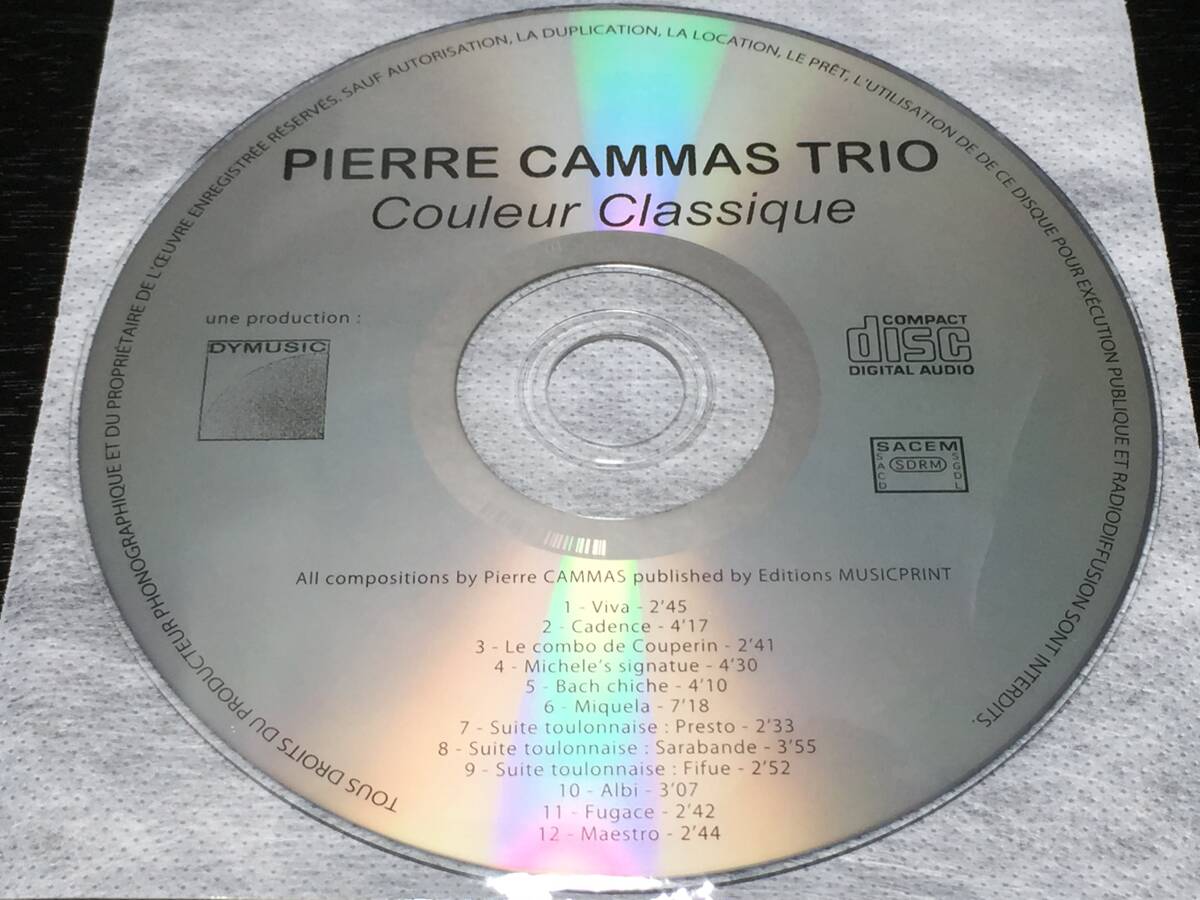 TOUS DROITS DU PRODUCTEUR PHONOGRAPHIQUE ET DU PROPRIÉTAIRE DE L'ŒUVRE ENREGISTRÉE RÉSERVÉS. SAUF AUTORISATION, LA DUPLICATION, LA LOCATION, LE PRÊT, L'UTILISATION DE DE CE DISQUE POUR EXÉCUTION PUBLIQUE ET RADIODIFFUSION SONT INTERDITS.
PIERRE CAMMAS TRIO
Couleur Classique
une production :
DYMUSIC
COMPACT
disc
DIGITAL AUDIO
SACEM
SACD
SDRM
SGDL
All compositions by Pierre CAMMAS published by Editions MUSICPRINT
1 - Viva - 2'45
2 - Cadence - 4'17
3 - Le combo de Couperin - 2'41
4 - Michele's signatue - 4'30
5 - Bach chiche - 4'10
6 - Miquela - 7'18
7 - Suite toulonnaise : Presto - 2'33
8 - Suite toulonnaise : Sarabande - 3'55
9 - Suite toulonnaise : Fifue - 2'52
10 - Albi - 3'07
11 - Fugace - 2'42
12 - Maestro - 2'44